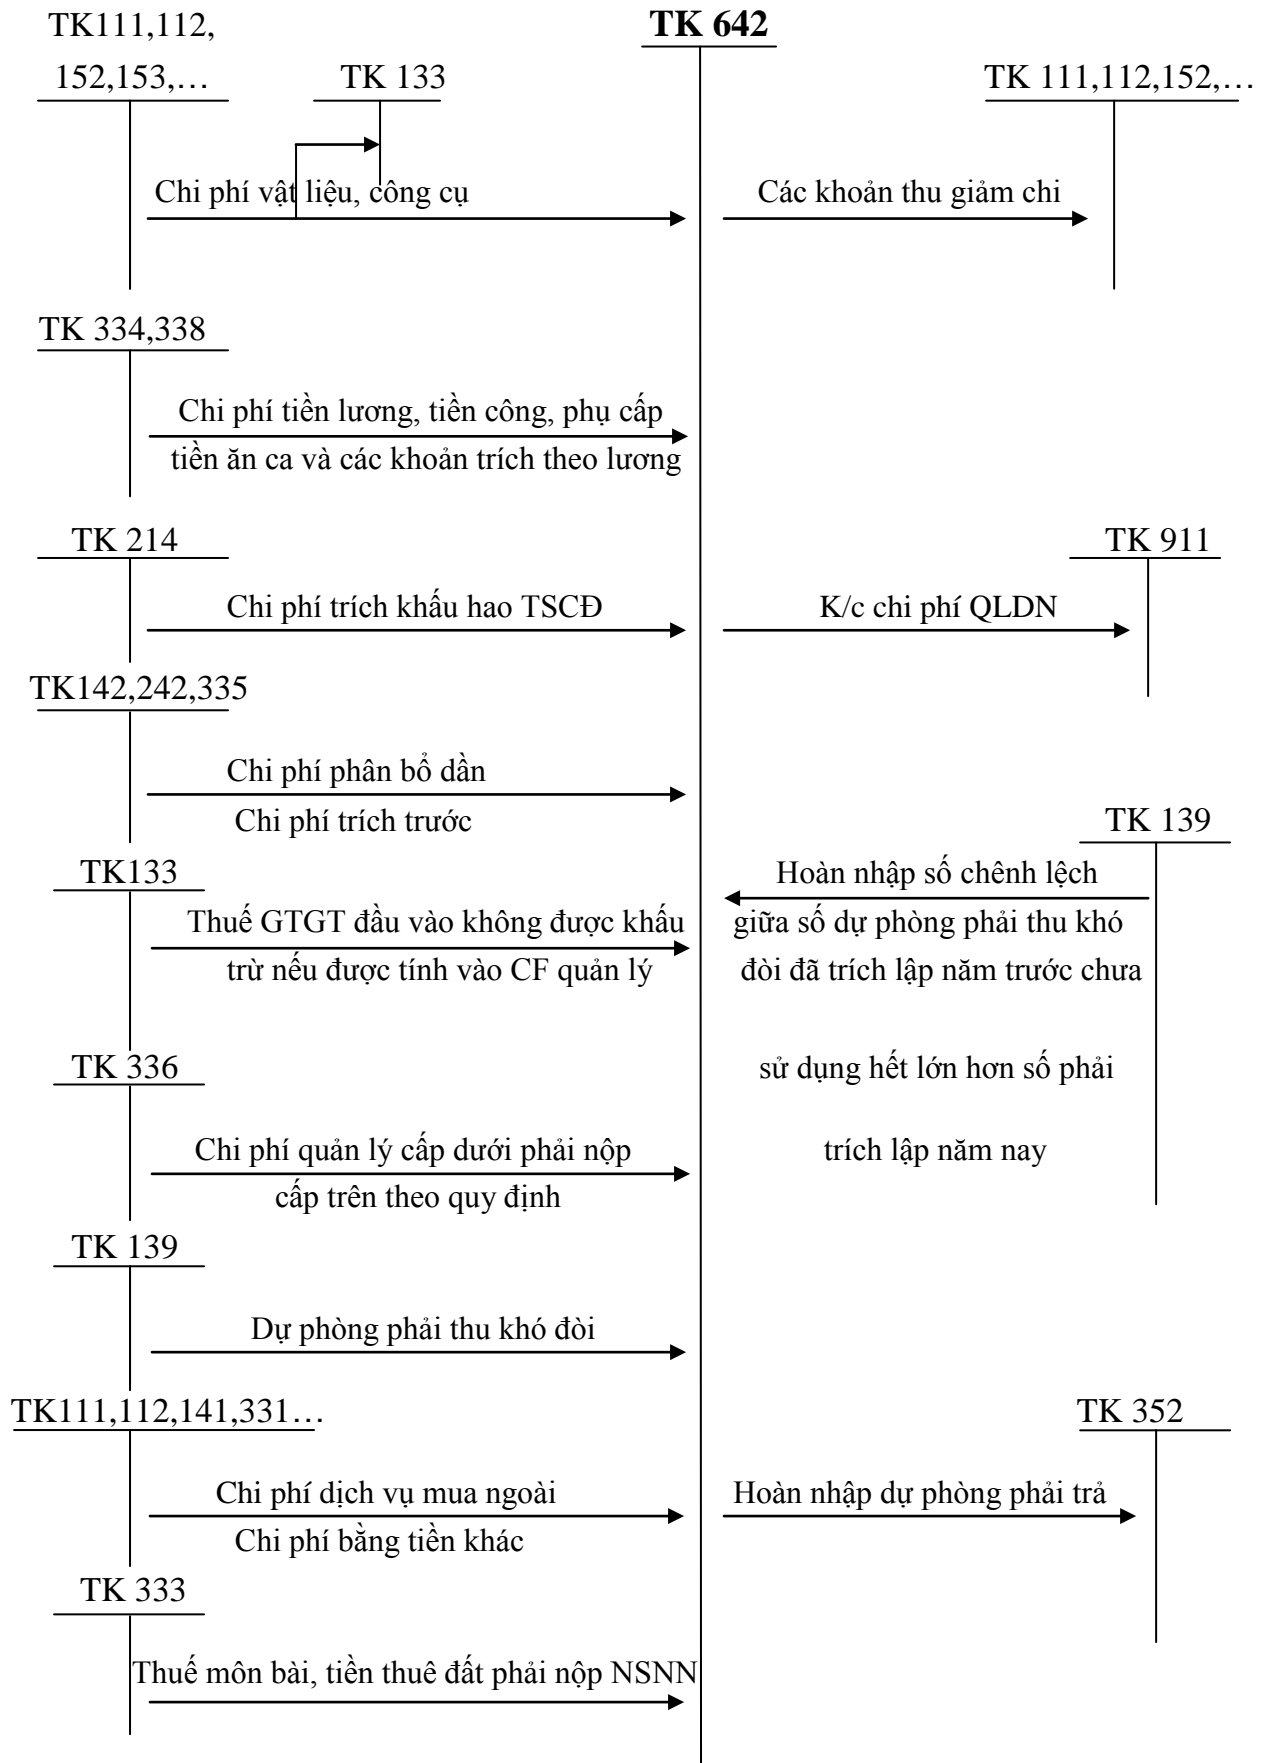 TK111,112,
152,153,…
TK 133
TK 642
TK 111,112,152,…
Chi phí vật liệu, công cụ
Các khoản thu giảm chi
TK 334,338
Chi phí tiền lương, tiền công, phụ cấp
tiền ăn ca và các khoản trích theo lương
TK 214
TK 911
Chi phí trích khấu hao TSCĐ
K/c chi phí QLDN
TK142,242,335
Chi phí phân bổ dần
Chi phí trích trước
TK 139
TK133
Hoàn nhập số chênh lệch
Thuế GTGT đầu vào không được khấu
giữa số dự phòng phải thu khó
trừ nếu được tính vào CF quản lý
đòi đã trích lập năm trước chưa
TK 336
sử dụng hết lớn hơn số phải
Chi phí quản lý cấp dưới phải nộp
trích lập năm nay
cấp trên theo quy định
TK 139
Dự phòng phải thu khó đòi
TK111,112,141,331…
TK 352
Chi phí dịch vụ mua ngoài
Hoàn nhập dự phòng phải trả
Chi phí bằng tiền khác
TK 333
Thuế môn bài, tiền thuê đất phải nộp NSNN